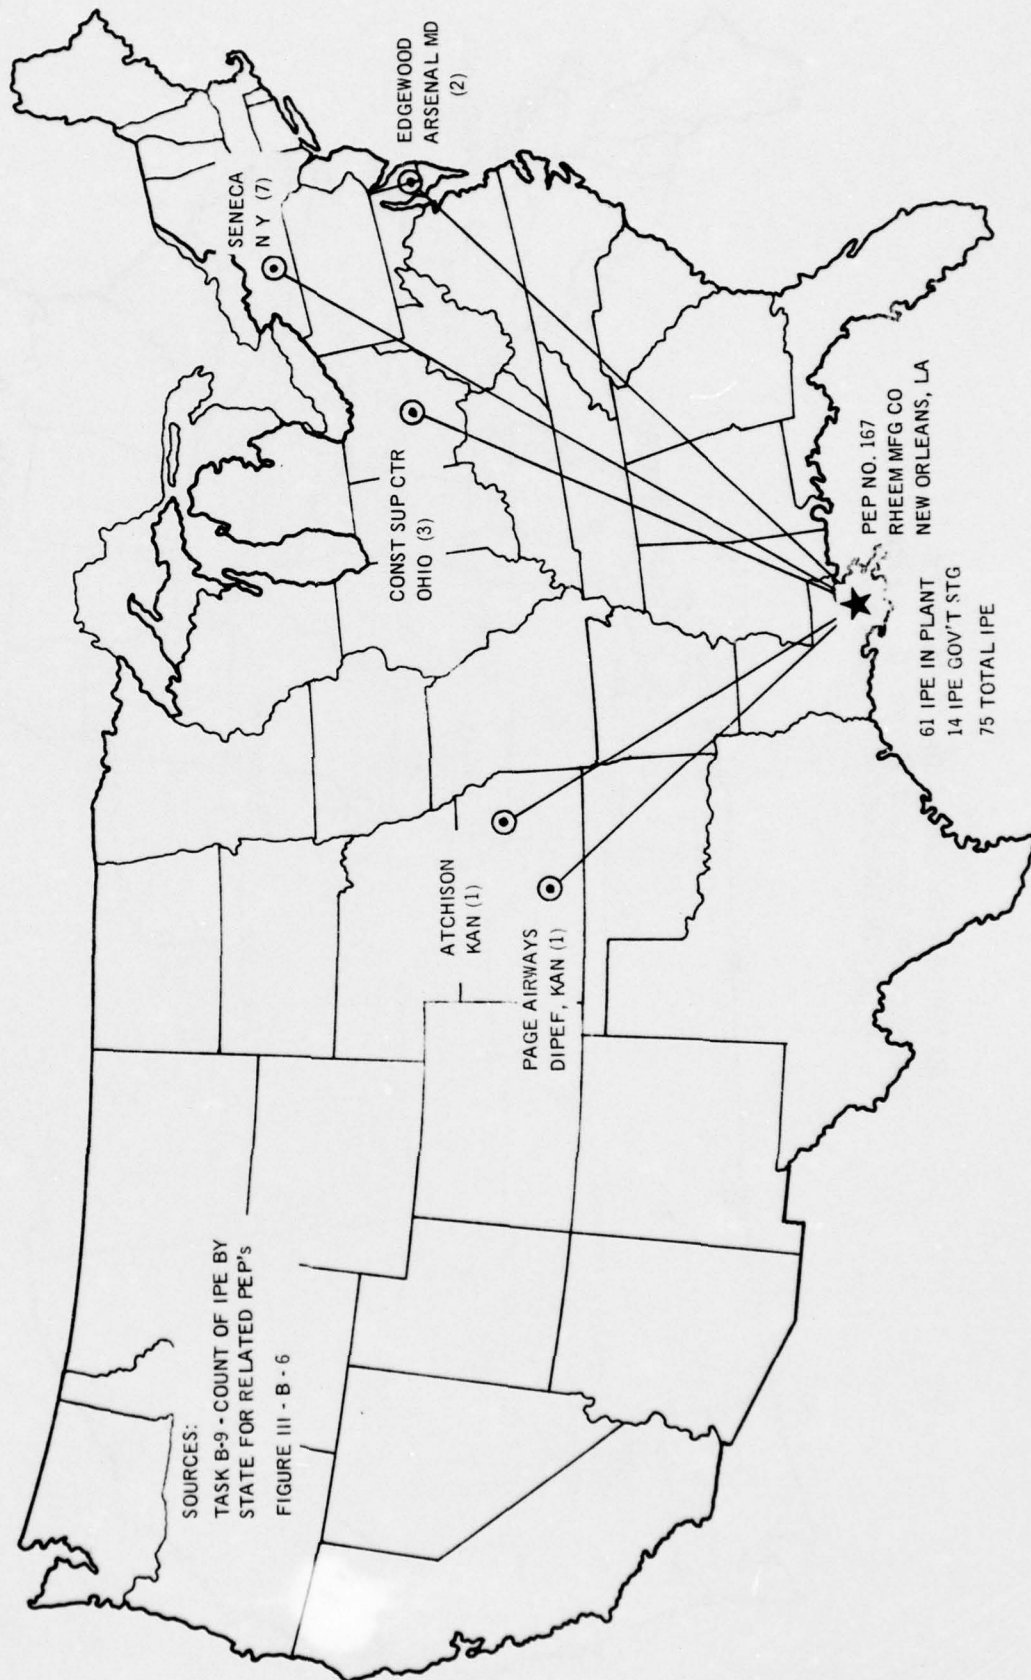 SENECA
N Y (7)
EDGEWOOD
ARSENAL MD
(2)
CONST SUP CTR
OHIO (3)
ATCHISON
KAN (1)
PAGE AIRWAYS
DIPEF, KAN (1)
SOURCES:
TASK B-9 - COUNT OF IPE BY
STATE FOR RELATED PEP's
FIGURE III - B - 6
PEP NO. 167
RHEEM MFG CO
NEW ORLEANS, LA
61 IPE IN PLANT
14 IPE GOV'T STG
75 TOTAL IPE